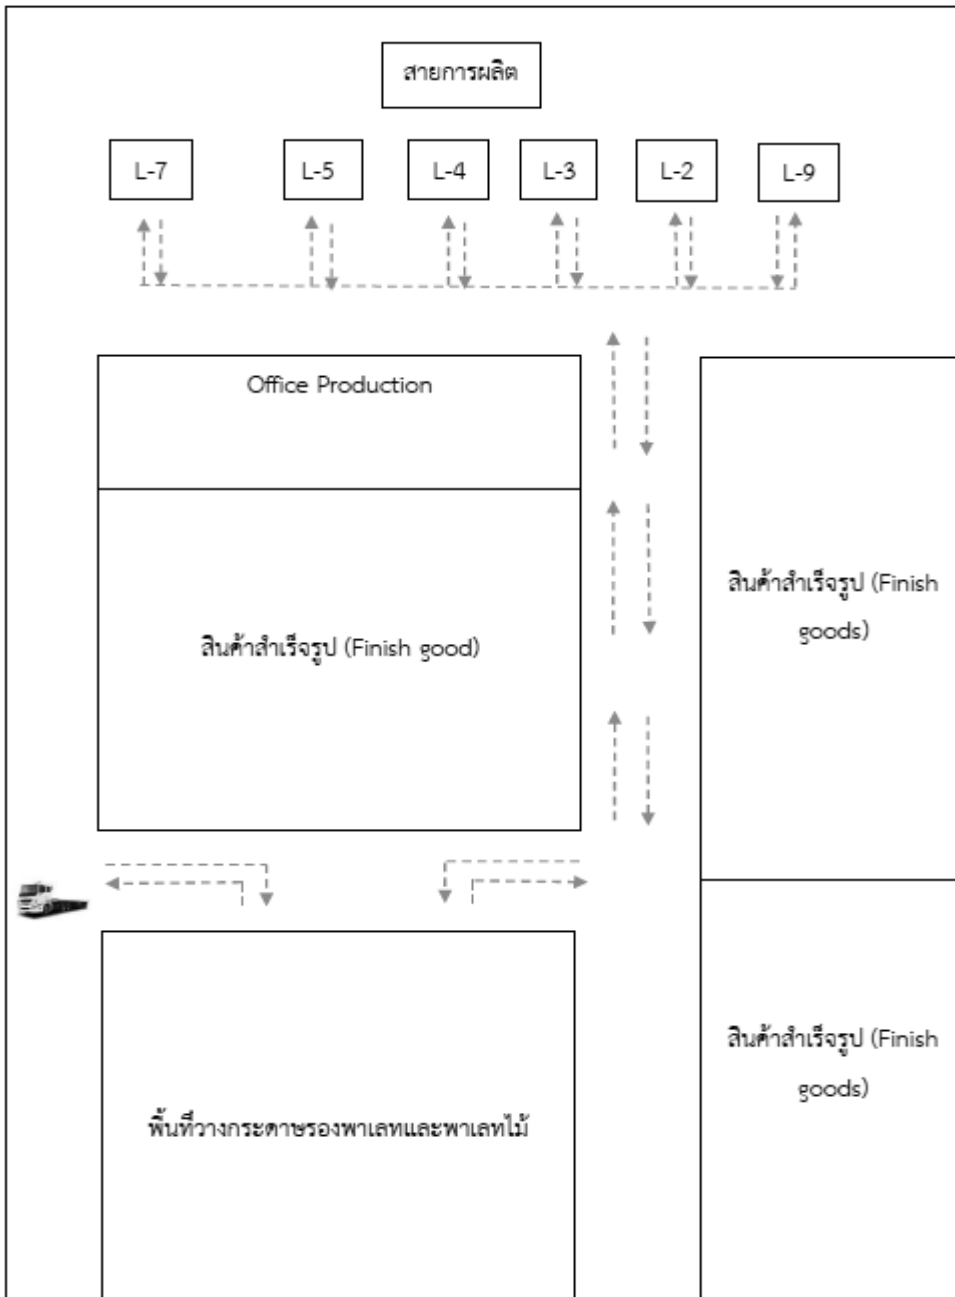 สายการผลิต
L-7
L-5
L-4
L-3
L-2
L-9
Office Production
สินค้าสำเร็จรูป (Finish good)
สินค้าสำเร็จรูป (Finish
goods)
สินค้าสำเร็จรูป (Finish
goods)
พื้นที่วางกระดาษรองพาเลทและพาเลทไม้